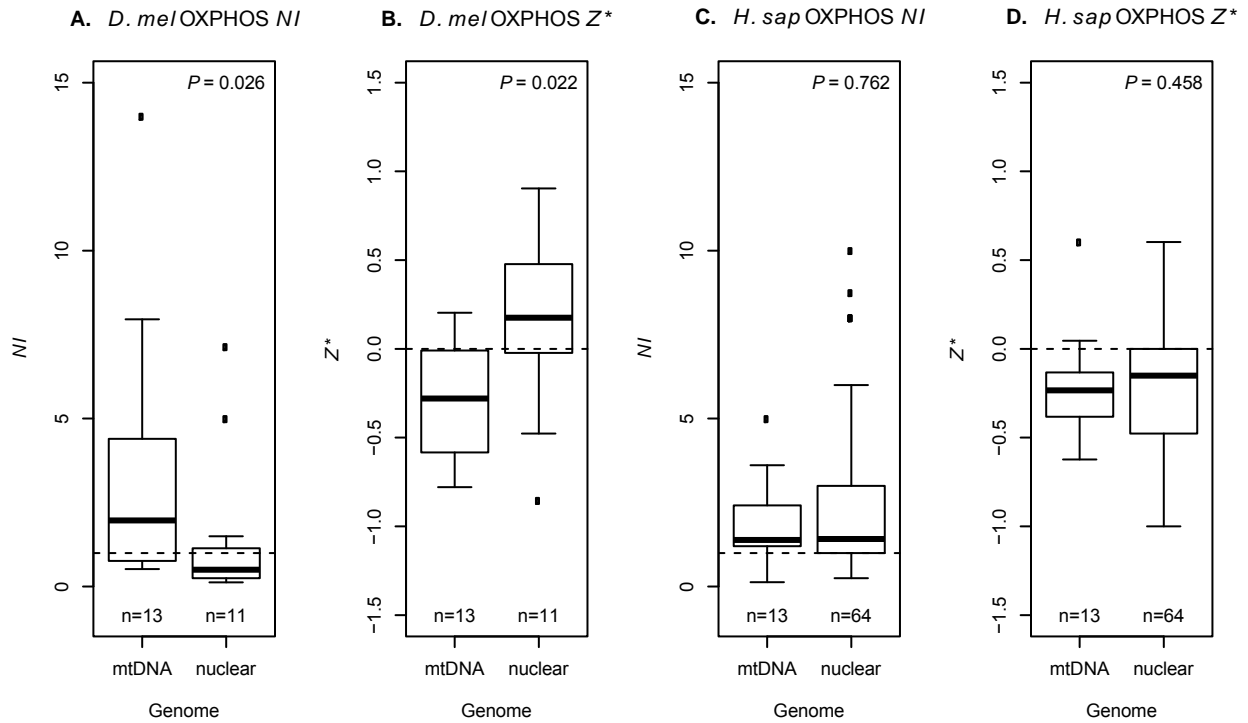 A. D. mel OXPHOS NI
P = 0.026
15
10
5
0
NI
n=13 n=11
mtDNA nuclear
Genome
B. D. mel OXPHOS Z*
P = 0.022
1.5
1.0
0.5
0.0
−0.5
−1.0
−1.5
Z*
n=13 n=11
mtDNA nuclear
Genome
C. H. sap OXPHOS NI
P = 0.762
15
10
5
0
NI
n=13 n=64
mtDNA nuclear
Genome
D. H. sap OXPHOS Z*
P = 0.458
1.5
1.0
0.5
0.0
−0.5
−1.0
−1.5
Z*
n=13 n=64
mtDNA nuclear
Genome